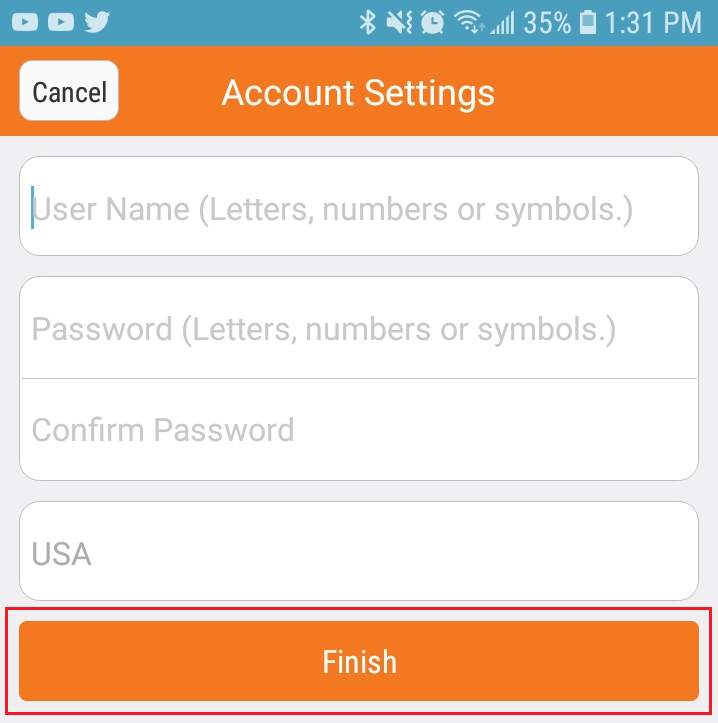 35% 1:31 PM
Cancel
Account Settings
User Name (Letters, numbers or symbols.)
Password (Letters, numbers or symbols.)
Confirm Password
USA
Finish